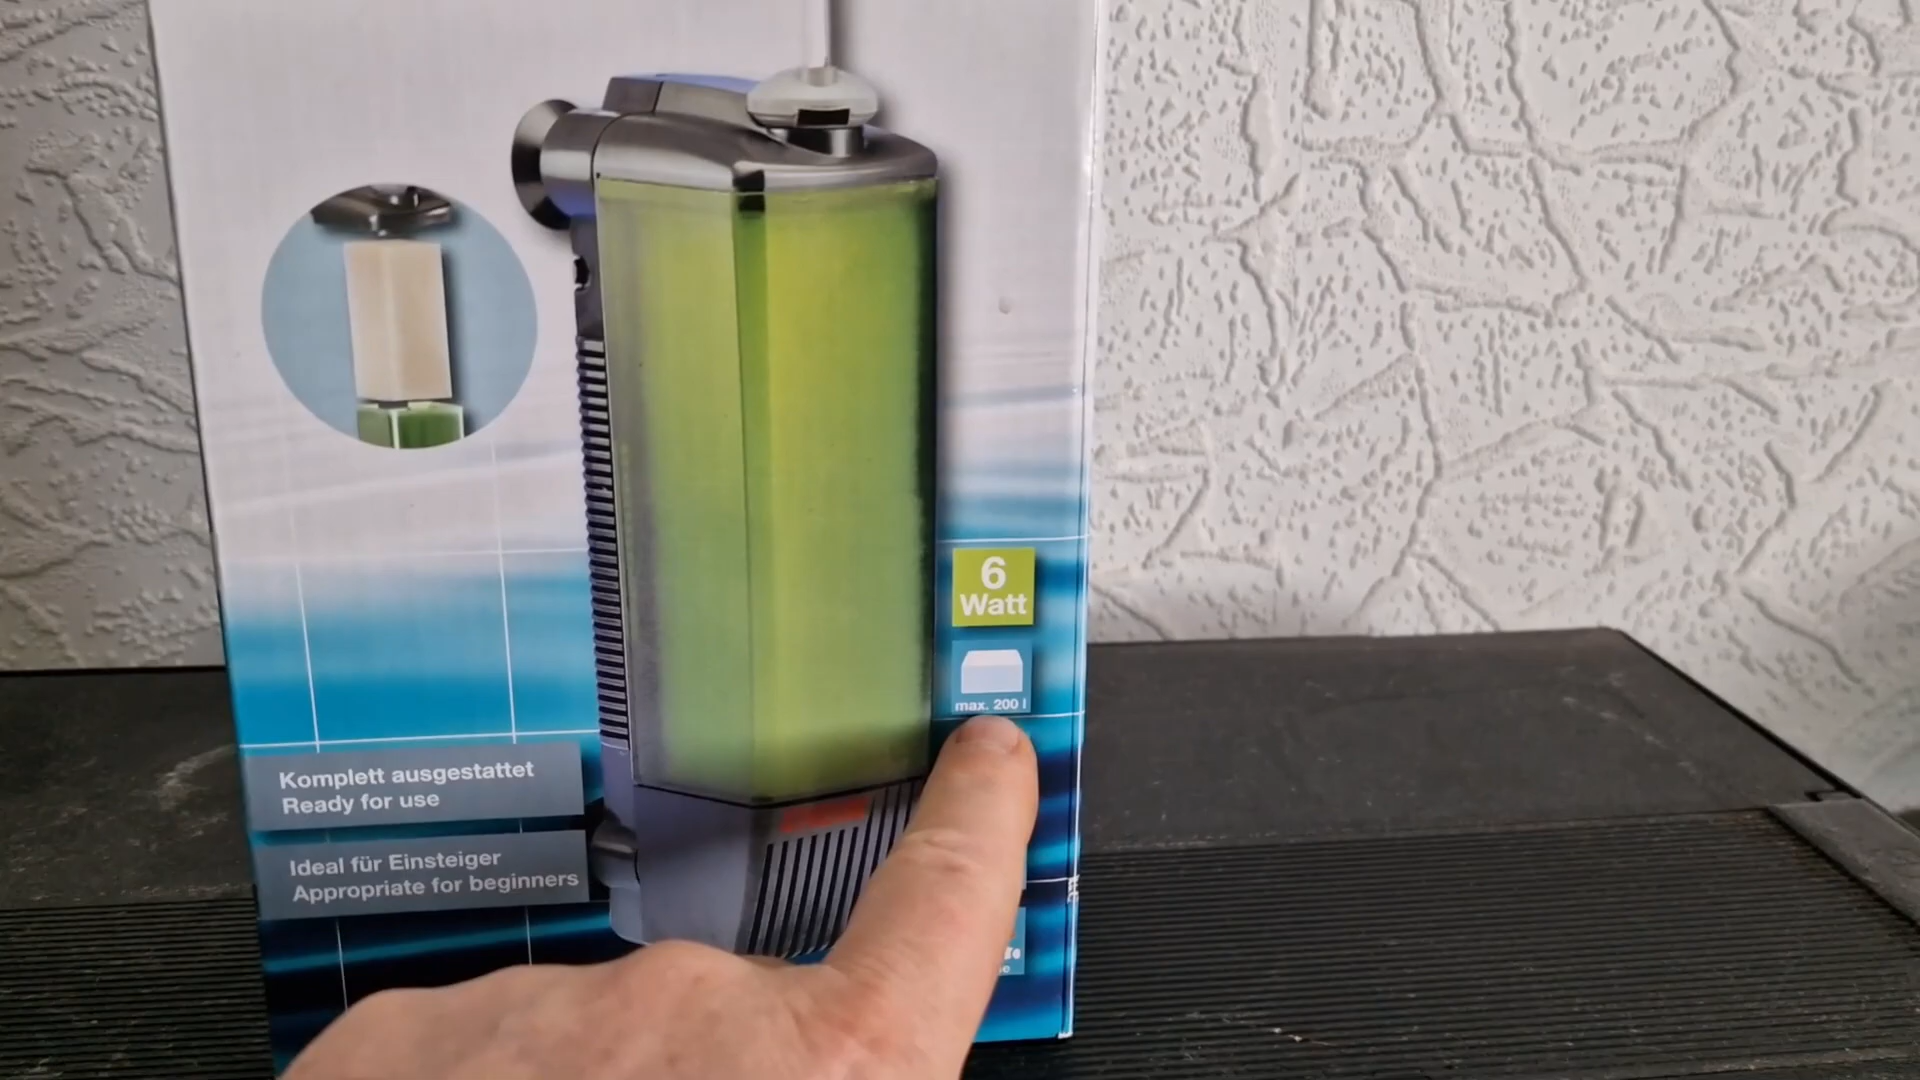 6
Watt
max. 200 l
Komplett ausgestattet
Ready for use
Ideal für Einsteiger
Appropriate for beginners